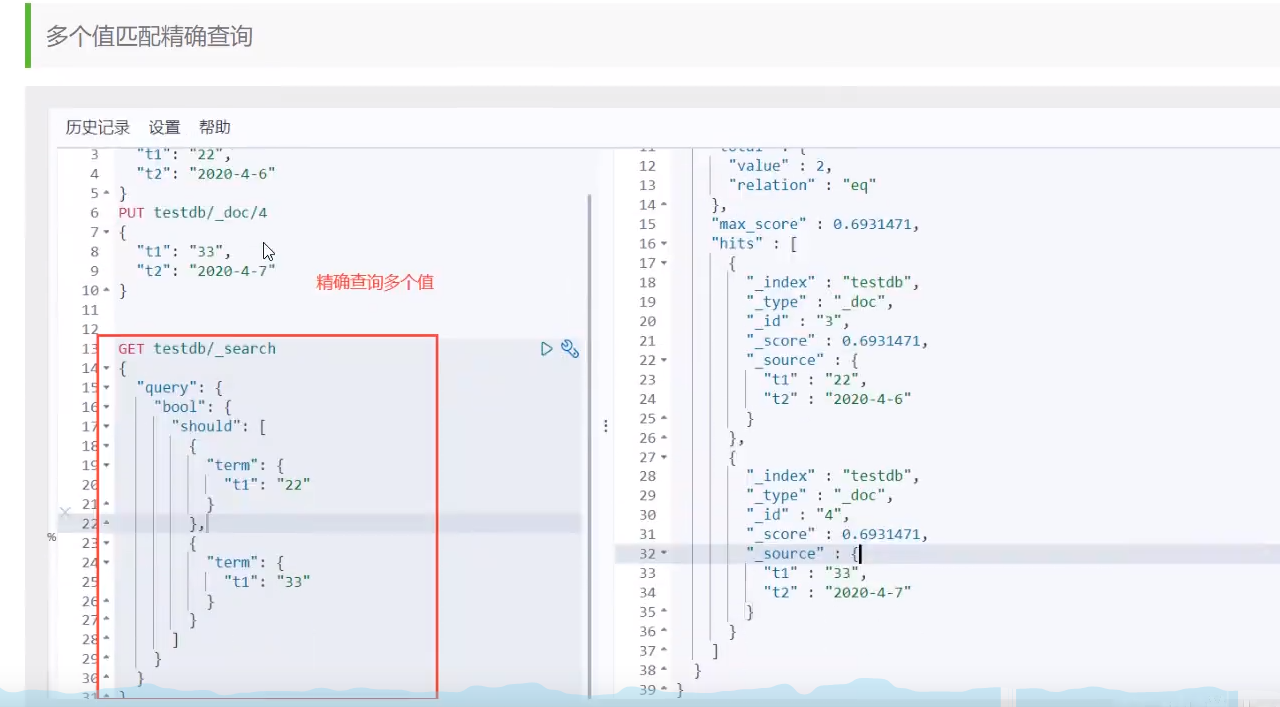 多个值匹配精确查询
历史记录 设置 帮助
3 "t1": "22",
4 "t2": "2020-4-6"
5 }
6 PUT testdb/_doc/4
7 {
8 "t1": "33",
9 "t2": "2020-4-7"
10 }
11
12
精确查询多个值
13 GET testdb/_search
14 {
15 "query": {
16 "bool": {
17 "should": [
18 {
19 "term": {
20 "t1": "22"
21 }
22 },
23 {
24 "term": {
25 "t1": "33"
26 }
27 }
28 ]
29 }
30 }
31 }
%
11 "total" : {
12 "value" : 2,
13 "relation" : "eq"
14 },
15 "max_score" : 0.6931471,
16 "hits" : [
17 {
18 "_index" : "testdb",
19 "_type" : "_doc",
20 "_id" : "3",
21 "_score" : 0.6931471,
22 "_source" : {
23 "t1" : "22",
24 "t2" : "2020-4-6"
25 }
26 },
27 {
28 "_index" : "testdb",
29 "_type" : "_doc",
30 "_id" : "4",
31 "_score" : 0.6931471,
32 "_source" : {
33 "t1" : "33",
34 "t2" : "2020-4-7"
35 }
36 }
37 ]
38 }
39 }